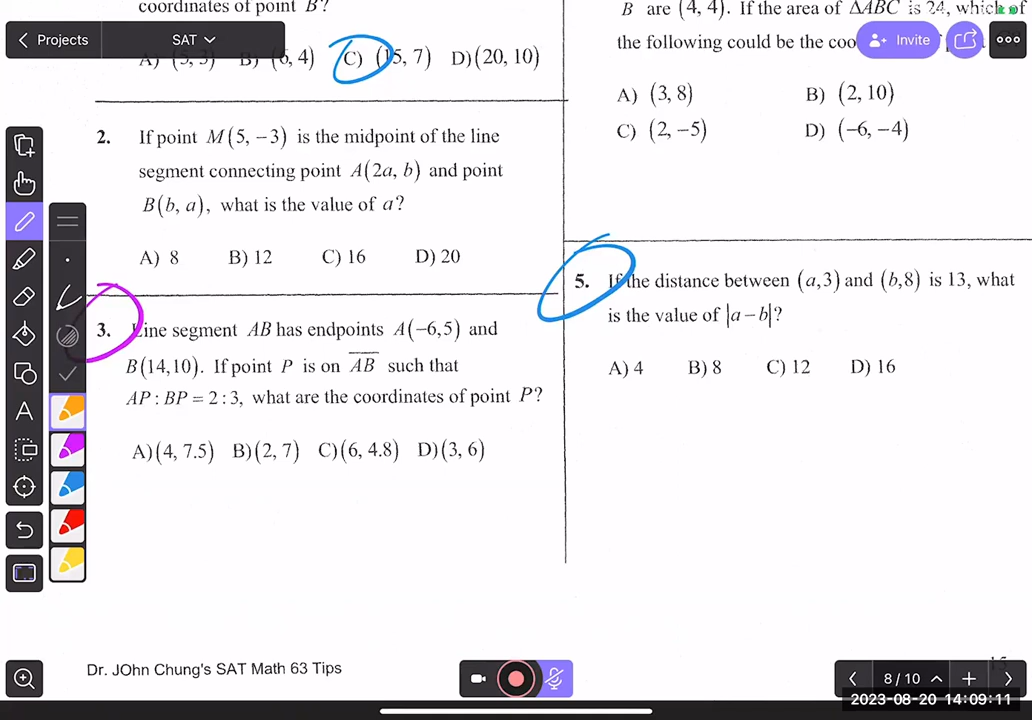 coordinates of point B?
A) (5, 3) B) (6, 4) C) (15, 7) D)(20, 10)
2. If point M(5, −3) is the midpoint of the line
segment connecting point A(2a, b) and point
B(b, a), what is the value of a?
A) 8 B) 12 C) 16 D) 20
3. Line segment AB has endpoints A(−6,5) and
B(14,10). If point P is on AB such that
AP : BP = 2 : 3, what are the coordinates of point P?
A)(4, 7.5) B)(2, 7) C)(6, 4.8) D)(3, 6)
B are (4, 4). If the area of ΔABC is 24, which of
the following could be the coo
A) (3, 8) B) (2, 10)
C) (2, −5) D) (−6, −4)
5. If the distance between (a,3) and (b,8) is 13, what
is the value of |a − b|?
A) 4 B) 8 C) 12 D) 16
Projects
SAT
Invite
A
Dr. JOhn Chung's SAT Math 63 Tips
15
8 / 10
2023-08-20 14:09:11